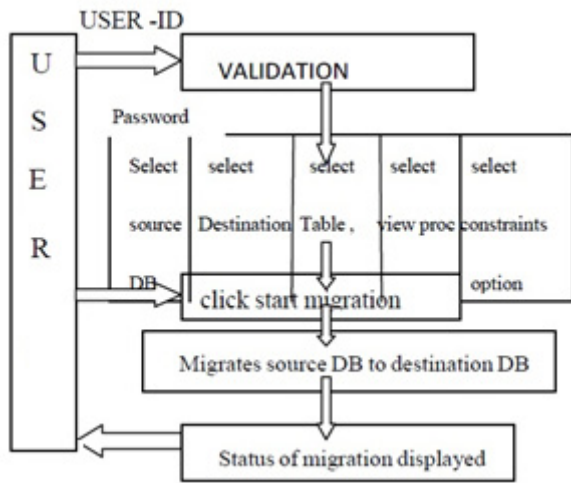 USER -ID
U
S
E
R
VALIDATION
Password
Select select select select select
source Destination Table , view proc constraints
DB option
click start migration
Migrates source DB to destination DB
Status of migration displayed